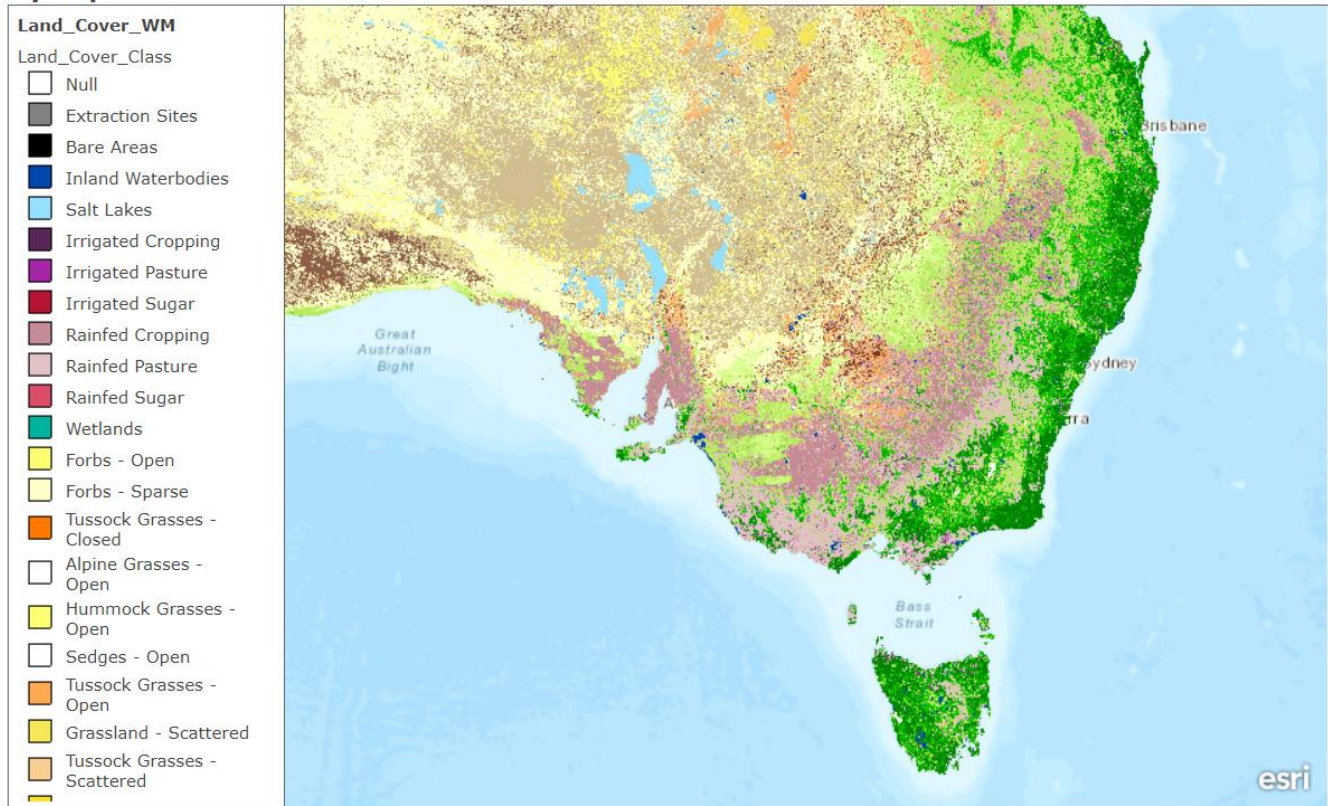 Land_Cover_WM
Land_Cover_Class
Null
Extraction Sites
Bare Areas
Inland Waterbodies
Salt Lakes
Irrigated Cropping
Irrigated Pasture
Irrigated Sugar
Rainfed Cropping
Rainfed Pasture
Rainfed Sugar
Wetlands
Forbs - Open
Forbs - Sparse
Tussock Grasses -
Closed
Alpine Grasses -
Open
Hummock Grasses -
Open
Sedges - Open
Tussock Grasses -
Open
Grassland - Scattered
Tussock Grasses -
Scattered
Brisbane
Great
Australian
Bight
Sydney
A
rra
Bass
Strait
esri